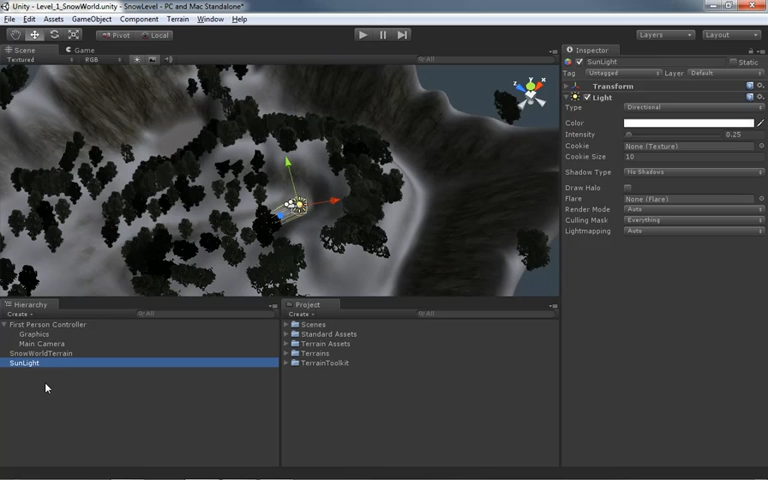 Unity - Level_1_SnowWorld.unity - SnowLevel - PC and Mac Standalone*
File Edit Assets GameObject Component Terrain Window Help
Pivot Local Layers Layout
Scene Game Inspector
Textured RGB All SunLight Static
Tag Untagged Layer Default
Transform
Light
Type Directional
Color
Intensity 0.25
Cookie None (Texture)
Cookie Size 10
Shadow Type No Shadows
Draw Halo
Flare None (Flare)
Render Mode Auto
Culling Mask Everything
Lightmapping Auto
z y x
Hierarchy
Create All
First Person Controller
Graphics
Main Camera
SnowWorldTerrain
SunLight
Project
Create All
Scenes
Standard Assets
Terrain Assets
Terrains
TerrainToolkit